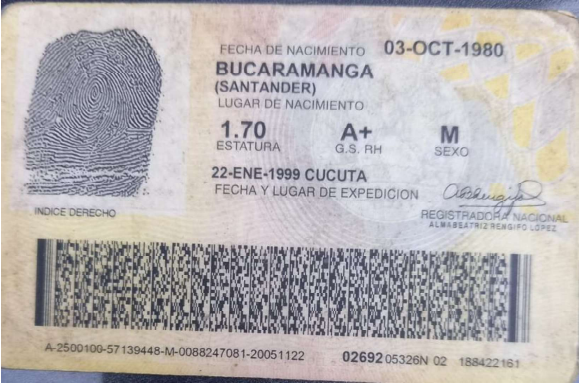 FECHA DE NACIMIENTO 03-OCT-1980
BUCARAMANGA
(SANTANDER)
LUGAR DE NACIMIENTO
1.70 A+ M
ESTATURA G.S. RH SEXO
22-ENE-1999 CUCUTA
FECHA Y LUGAR DE EXPEDICION
INDICE DERECHO
REGISTRADORA NACIONAL
ALMABEATRIZ RENGIFO LOPEZ
A-2500100-57139448-M-0088247081-20051122 02692 05326N 02 188422161